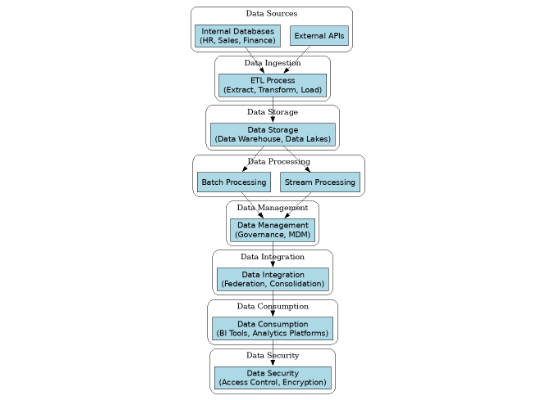 Data Sources
Internal Databases
(HR, Sales, Finance)
External APIs
Data Ingestion
ETL Process
(Extract, Transform, Load)
Data Storage
Data Storage
(Data Warehouse, Data Lakes)
Data Processing
Batch Processing
Stream Processing
Data Management
Data Management
(Governance, MDM)
Data Integration
Data Integration
(Federation, Consolidation)
Data Consumption
Data Consumption
(BI Tools, Analytics Platforms)
Data Security
Data Security
(Access Control, Encryption)